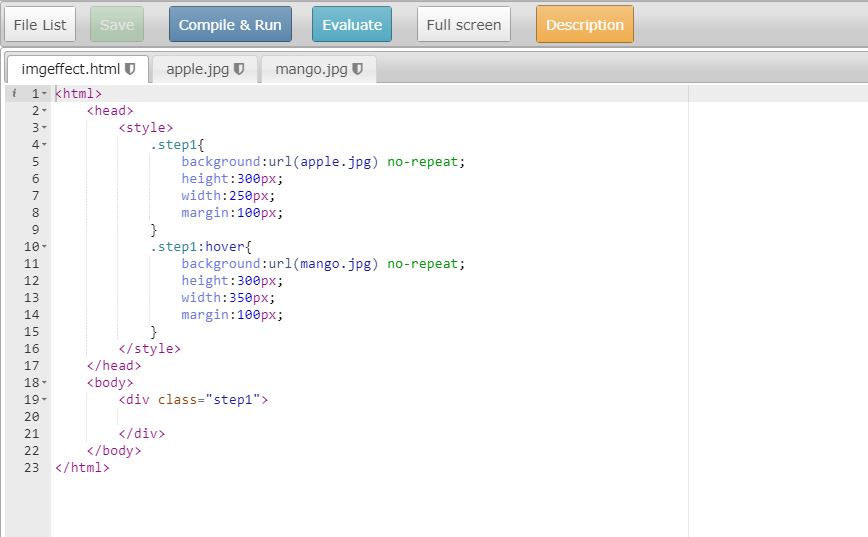 File List Save Compile & Run Evaluate Full screen Description
imgeffect.html apple.jpg mango.jpg
i 1 <html>
2 <head>
3 <style>
4 .step1{
5 background:url(apple.jpg) no-repeat;
6 height:300px;
7 width:250px;
8 margin:100px;
9 }
10 .step1:hover{
11 background:url(mango.jpg) no-repeat;
12 height:300px;
13 width:350px;
14 margin:100px;
15 }
16 </style>
17 </head>
18 <body>
19 <div class="step1">
20
21 </div>
22 </body>
23 </html>